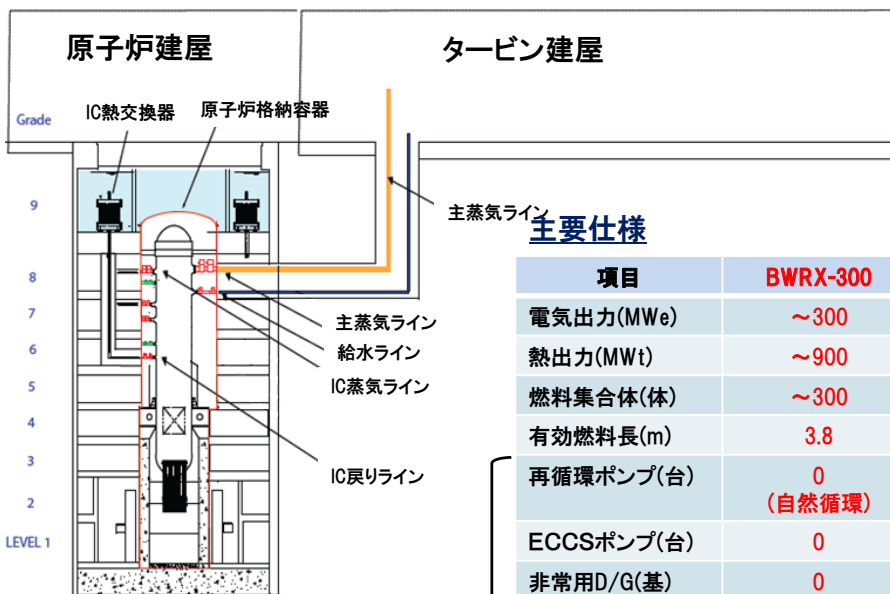 原子炉建屋
タービン建屋
IC熱交換器
原子炉格納容器
Grade
9
8
7
6
5
4
3
2
LEVEL 1
主蒸気ライン
主蒸気ライン
給水ライン
IC蒸気ライン
IC戻りライン
主要仕様
項目 BWRX-300
電気出力(MWe) ～300
熱出力(MWt) ～900
燃料集合体(体) ～300
有効燃料長(m) 3.8
再循環ポンプ(台) 0
(自然循環)
ECCSポンプ(台) 0
非常用D/G(基) 0